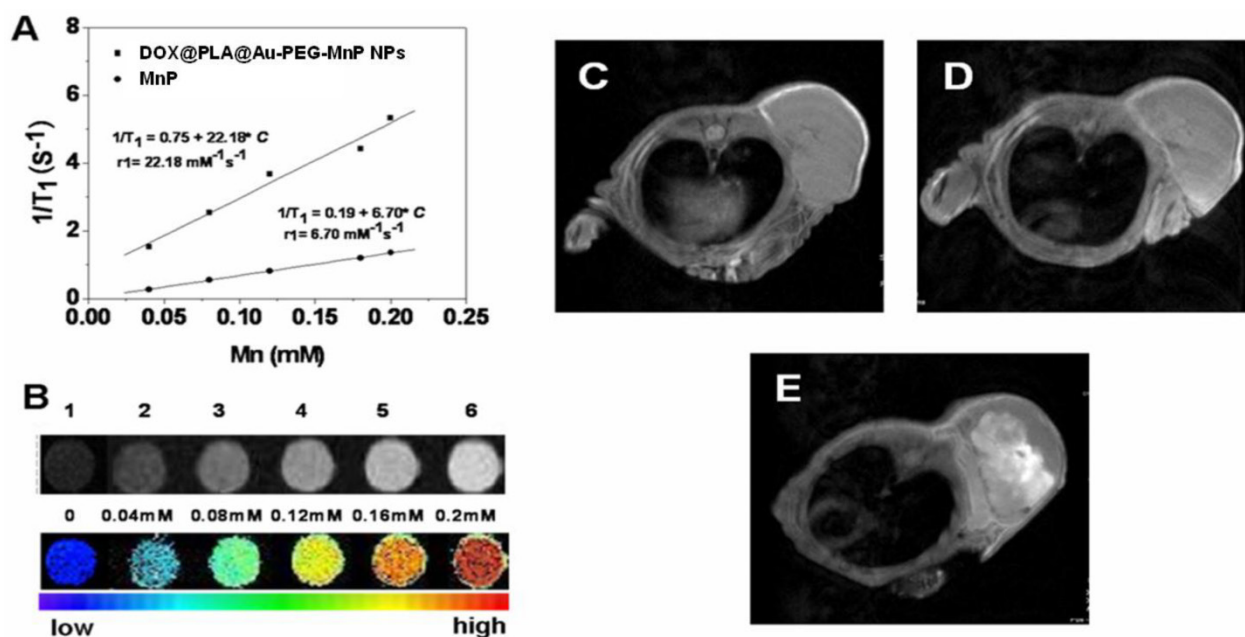 A
8
6
4
2
0
DOX@PLA@Au-PEG-MnP NPs
MnP
1/T1 = 0.75 + 22.18* C
r1= 22.18 mM-1s-1
1/T1 = 0.19 + 6.70* C
r1= 6.70 mM-1s-1
1/T1 (S-1)
0.00 0.05 0.10 0.15 0.20 0.25
Mn (mM)
B
1 2 3 4 5 6
0 0.04mM 0.08mM 0.12mM 0.16mM 0.2mM
low high
C
D
E